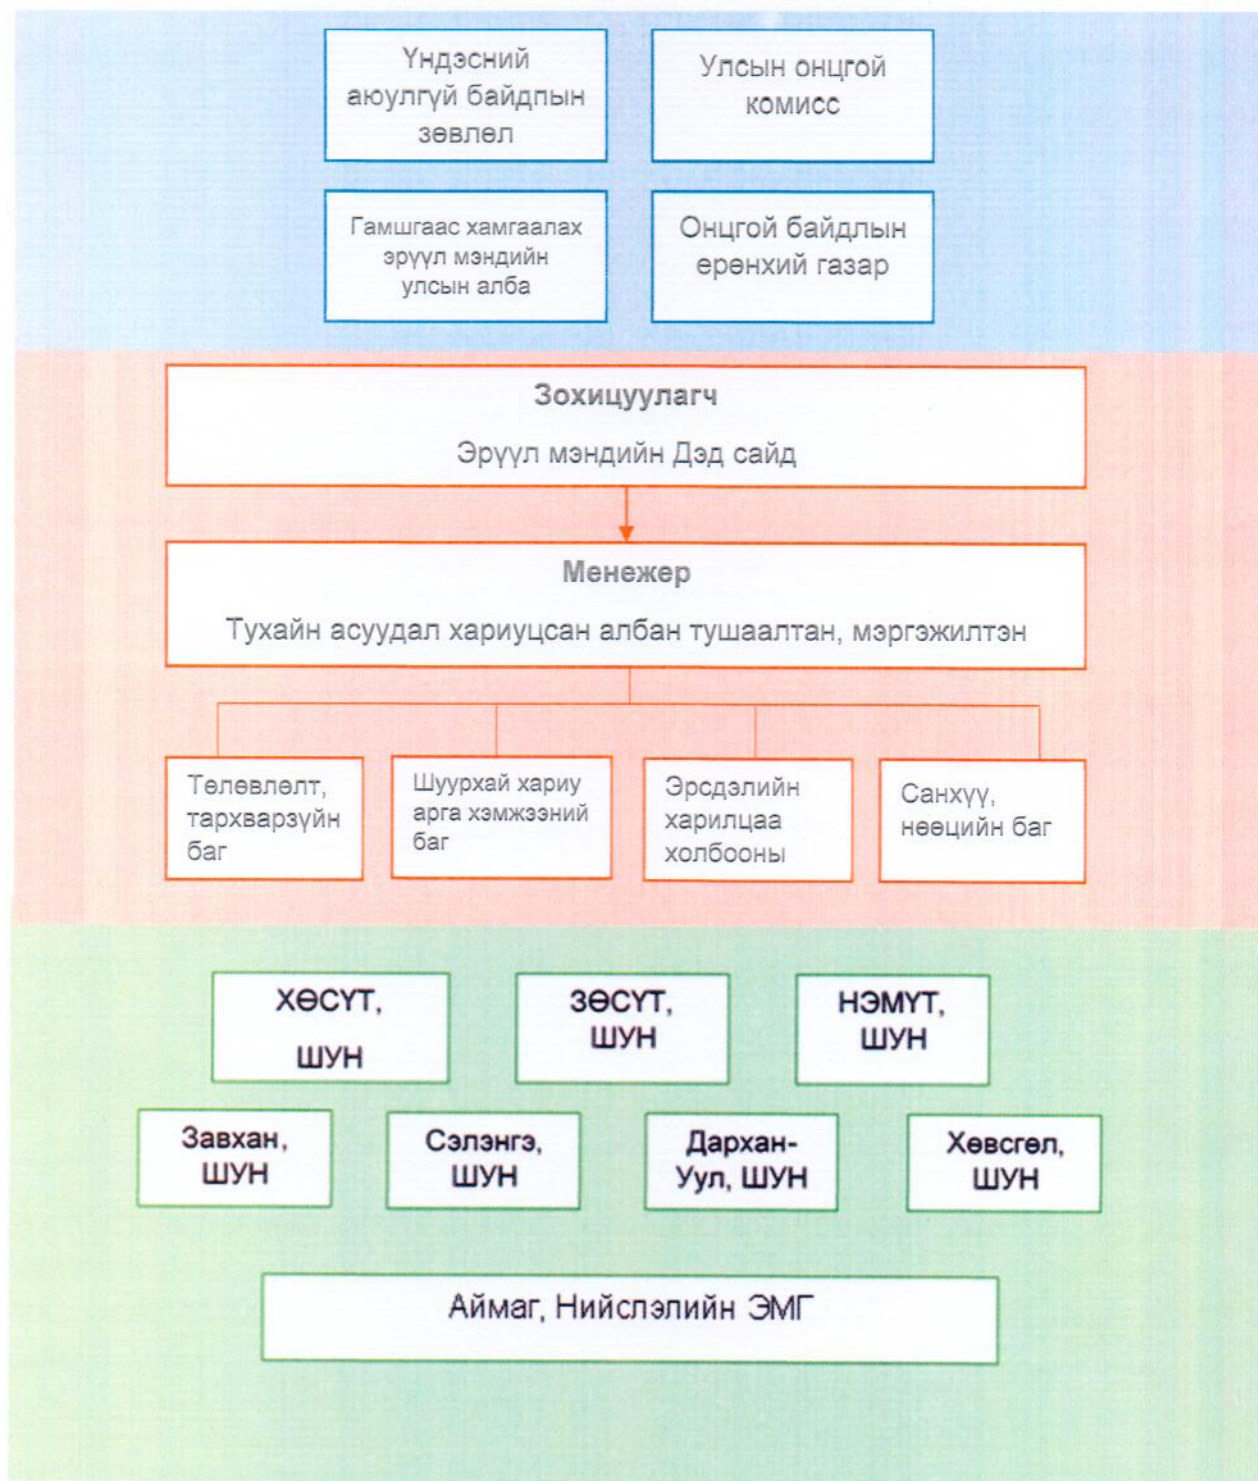 Үндэсний
аюулгүй байдлын
зөвлөл
Улсын онцгой
комисс
Гамшгаас хамгаалах
эрүүл мэндийн
улсын алба
Онцгой байдлын
ерөнхий газар
Зохицуулагч
Эрүүл мэндийн Дэд сайд
Менежер
Тухайн асуудал хариуцсан албан тушаалтан, мэргэжилтэн
Төлөвлөлт,
тархварзүйн
баг
Шуурхай хариу
арга хэмжээний
баг
Эрсдэлийн
харилцаа
холбооны
Санхүү,
нөөцийн баг
ХӨСҮТ,
ШУН
ЗӨСҮТ,
ШУН
НЭМҮТ,
ШУН
Завхан,
ШУН
Сэлэнгэ,
ШУН
Дархан-
Уул, ШУН
Хөвсгөл,
ШУН
Аймаг, Нийслэлийн ЭМГ